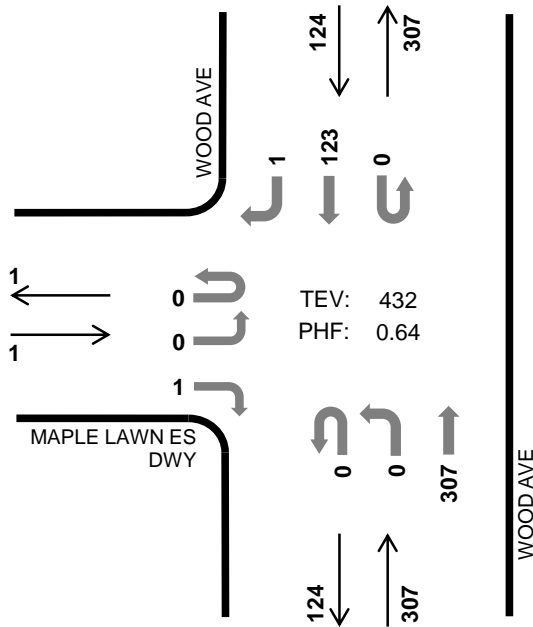 124
307
WOOD AVE
1
123
0
1
0
TEV: 432
0
PHF: 0.64
1
1
MAPLE LAWN ES
DWY
0
0
307
WOOD AVE
124
307